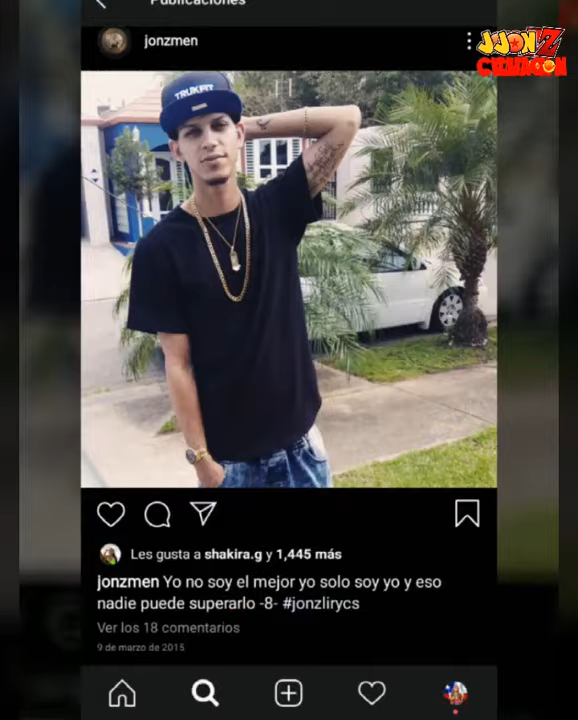 Publicaciones
jonzmen
JJONZ
TRUKFIT
Les gusta a shakira.g y 1,445 más
jonzmen Yo no soy el mejor yo solo soy yo y eso
nadie puede superarlo -8- #jonzlirycs
Ver los 18 comentarios
9 de marzo de 2015